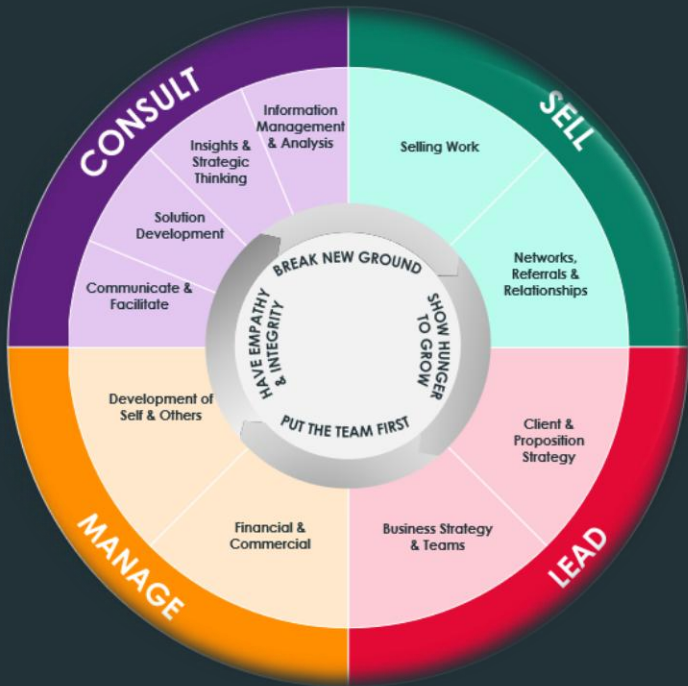 CONSULT
Information
Management
& Analysis
Insights &
Strategic
Thinking
Solution
Development
Communicate &
Facilitate
SELL
Selling Work
Networks,
Referrals &
Relationships
BREAK NEW GROUND
SHOW HUNGER
TO GROW
PUT THE TEAM FIRST
HAVE EMPATHY
& INTEGRITY
MANAGE
Development of
Self & Others
Financial &
Commercial
LEAD
Client &
Proposition
Strategy
Business Strategy
& Teams